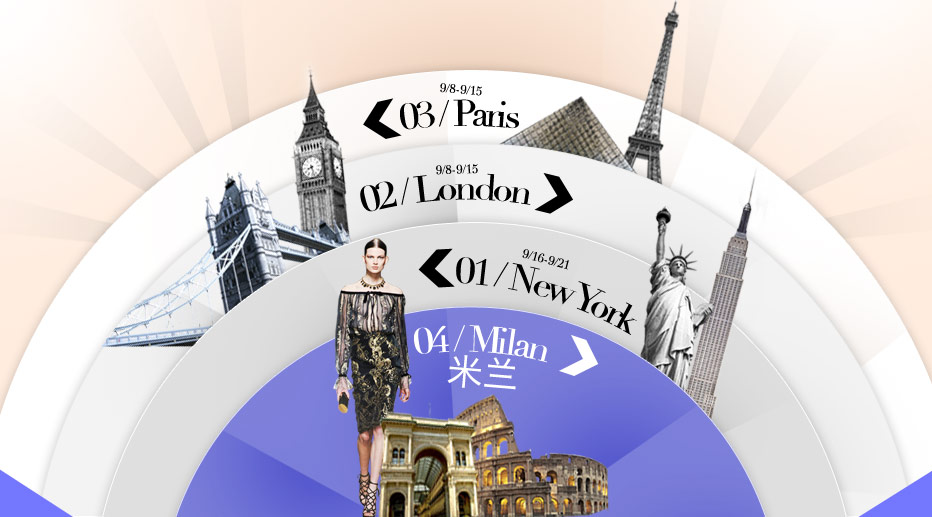 9/8-9/15
03 / Paris
9/8-9/15
02 / London
9/16-9/21
01 / New York
04 / Milan
米兰